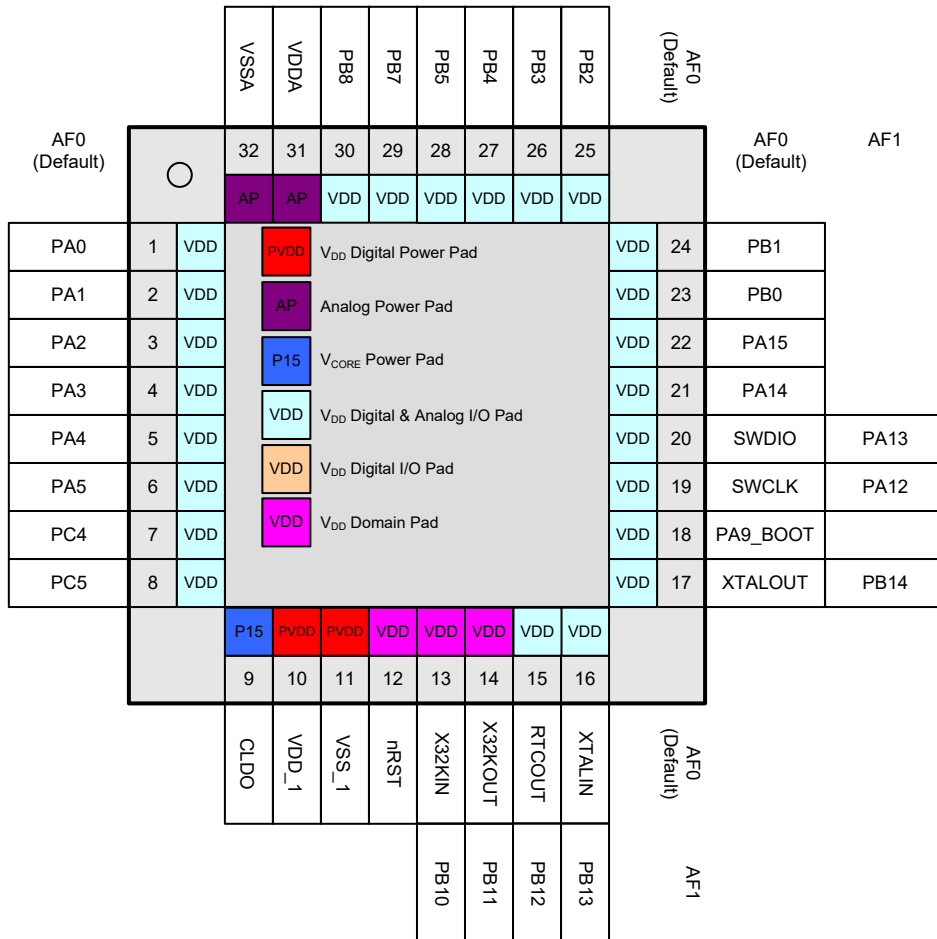 VSSA VDDA PB8 PB7 PB5 PB4 PB3 PB2 AF0 (Default)
AF0 (Default)
AF0 (Default) AF1
32 31 30 29 28 27 26 25
AP AP VDD VDD VDD VDD VDD VDD
PA0 1 VDD VDD 24 PB1
PVDD VDD Digital Power Pad
PA1 2 VDD VDD 23 PB0
AP Analog Power Pad
PA2 3 VDD VDD 22 PA15
P15 VCORE Power Pad
PA3 4 VDD VDD 21 PA14
VDD VDD Digital & Analog I/O Pad
PA4 5 VDD VDD 20 SWDIO PA13
VDD VDD Digital I/O Pad
PA5 6 VDD VDD 19 SWCLK PA12
VDD VDD Domain Pad
PC4 7 VDD VDD 18 PA9_BOOT
PC5 8 VDD VDD 17 XTALOUT PB14
P15 PVDD PVDD VDD VDD VDD VDD VDD
9 10 11 12 13 14 15 16
CLDO VDD_1 VSS_1 nRST X32KIN X32KOUT RTCOUT XTALIN AF0 (Default)
PB10 PB11 PB12 PB13 AF1